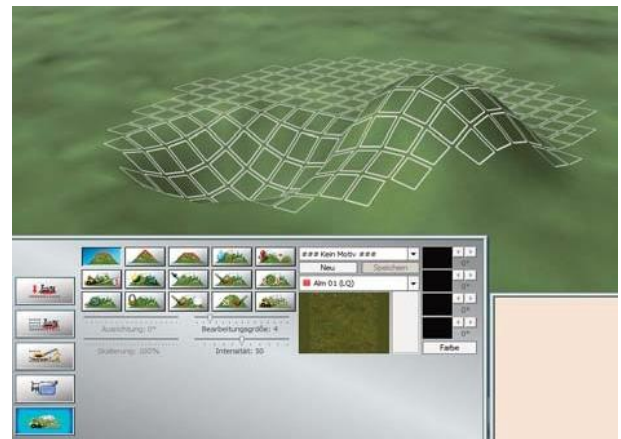 ### Kein Motiv ###
Neu
Speichern
Alm 01 (LQ)
0°
0°
0°
0°
Farbe
Ausrichtung: 0°
Bearbeitungsgröße: 4
Skalierung: 100%
Intensität: 50